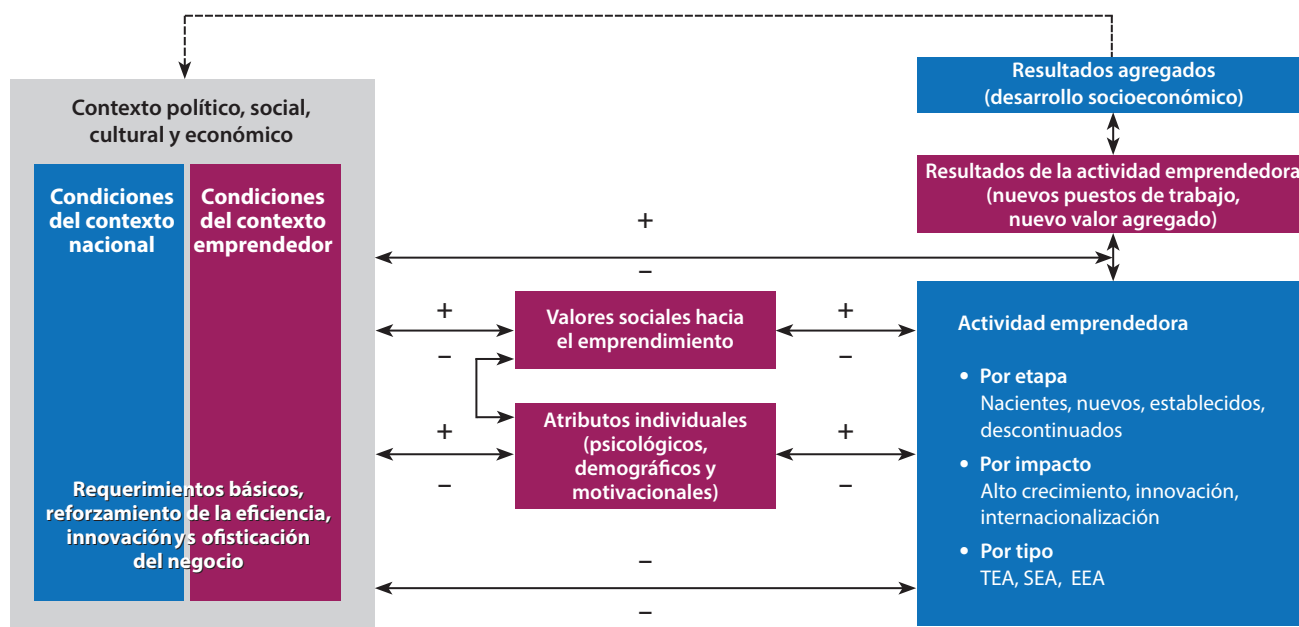 Contexto político, social,
cultural y económico
Condiciones
del contexto
nacional
Condiciones
del contexto
emprendedor
Requerimientos básicos,
reforzamiento de la eficiencia,
innovación ys ofisticación
del negocio
+
–
+
–
Valores sociales hacia
el emprendimiento
+
–
+
–
Atributos individuales
(psicológicos,
demográficos y
motivacionales)
+
–
–
–
Resultados agregados
(desarrollo socioeconómico)
Resultados de la actividad emprendedora
(nuevos puestos de trabajo,
nuevo valor agregado)
Actividad emprendedora
• Por etapa
Nacientes, nuevos, establecidos,
descontinuados
• Por impacto
Alto crecimiento, innovación,
internacionalización
• Por tipo
TEA, SEA, EEA